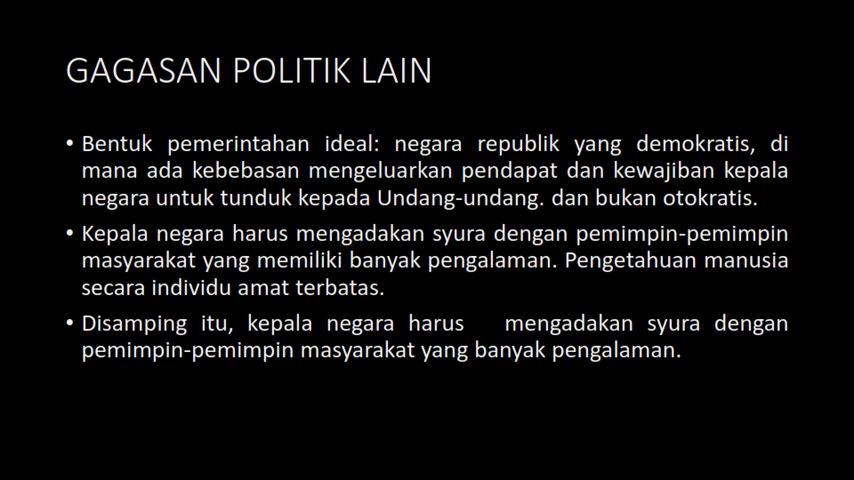 GAGASAN POLITIK LAIN
• Bentuk pemerintahan ideal: negara republik yang demokratis, di
mana ada kebebasan mengeluarkan pendapat dan kewajiban kepala
negara untuk tunduk kepada Undang-undang. dan bukan otokratis.
• Kepala negara harus mengadakan syura dengan pemimpin-pemimpin
masyarakat yang memiliki banyak pengalaman. Pengetahuan manusia
secara individu amat terbatas.
• Disamping itu, kepala negara harus mengadakan syura dengan
pemimpin-pemimpin masyarakat yang banyak pengalaman.